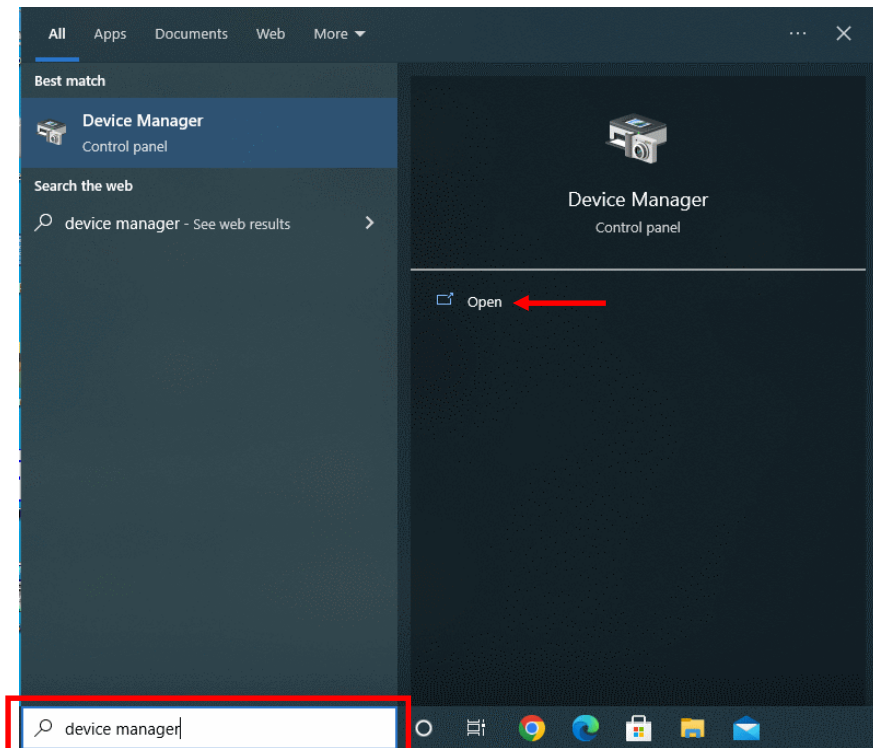 All Apps Documents Web More
Best match
Device Manager
Control panel
Search the web
device manager - See web results
Device Manager
Control panel
Open
device manager